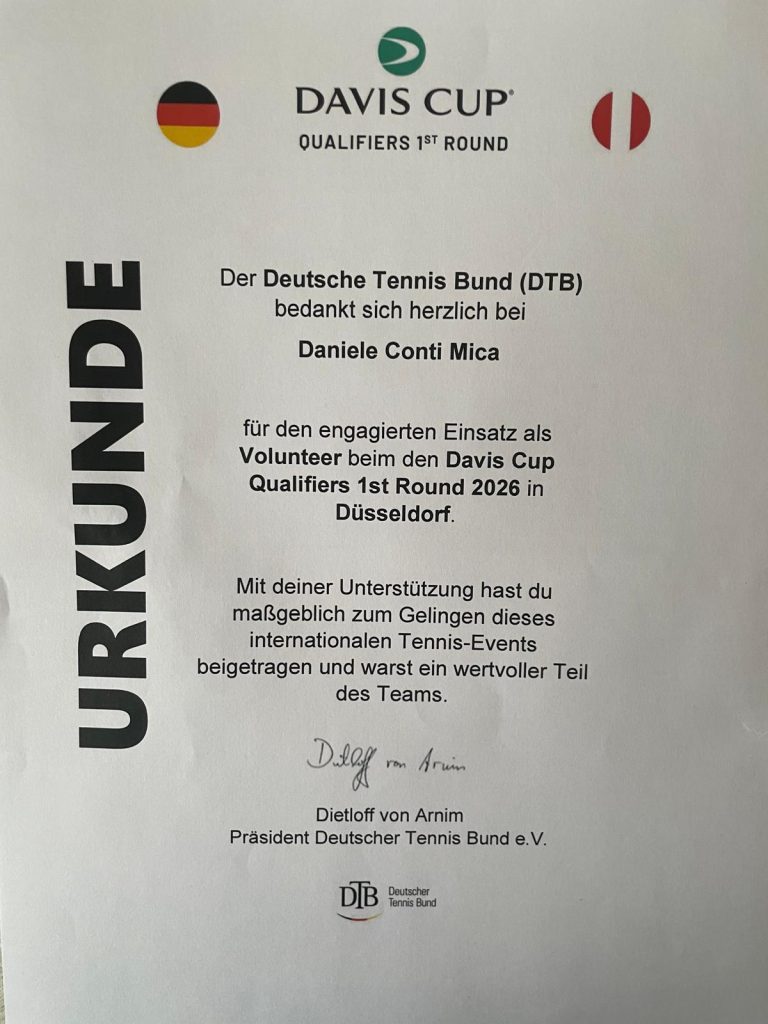 DAVIS CUP®
QUALIFIERS 1ST ROUND
URKUNDE
Der Deutsche Tennis Bund (DTB)
bedankt sich herzlich bei
Daniele Conti Mica
für den engagierten Einsatz als
Volunteer beim den Davis Cup
Qualifiers 1st Round 2026 in
Düsseldorf.
Mit deiner Unterstützung hast du
maßgeblich zum Gelingen dieses
internationalen Tennis-Events
beigetragen und warst ein wertvoller Teil
des Teams.
Dietloff von Arnim
Dietloff von Arnim
Präsident Deutscher Tennis Bund e.V.
DTB Deutscher
Tennis Bund